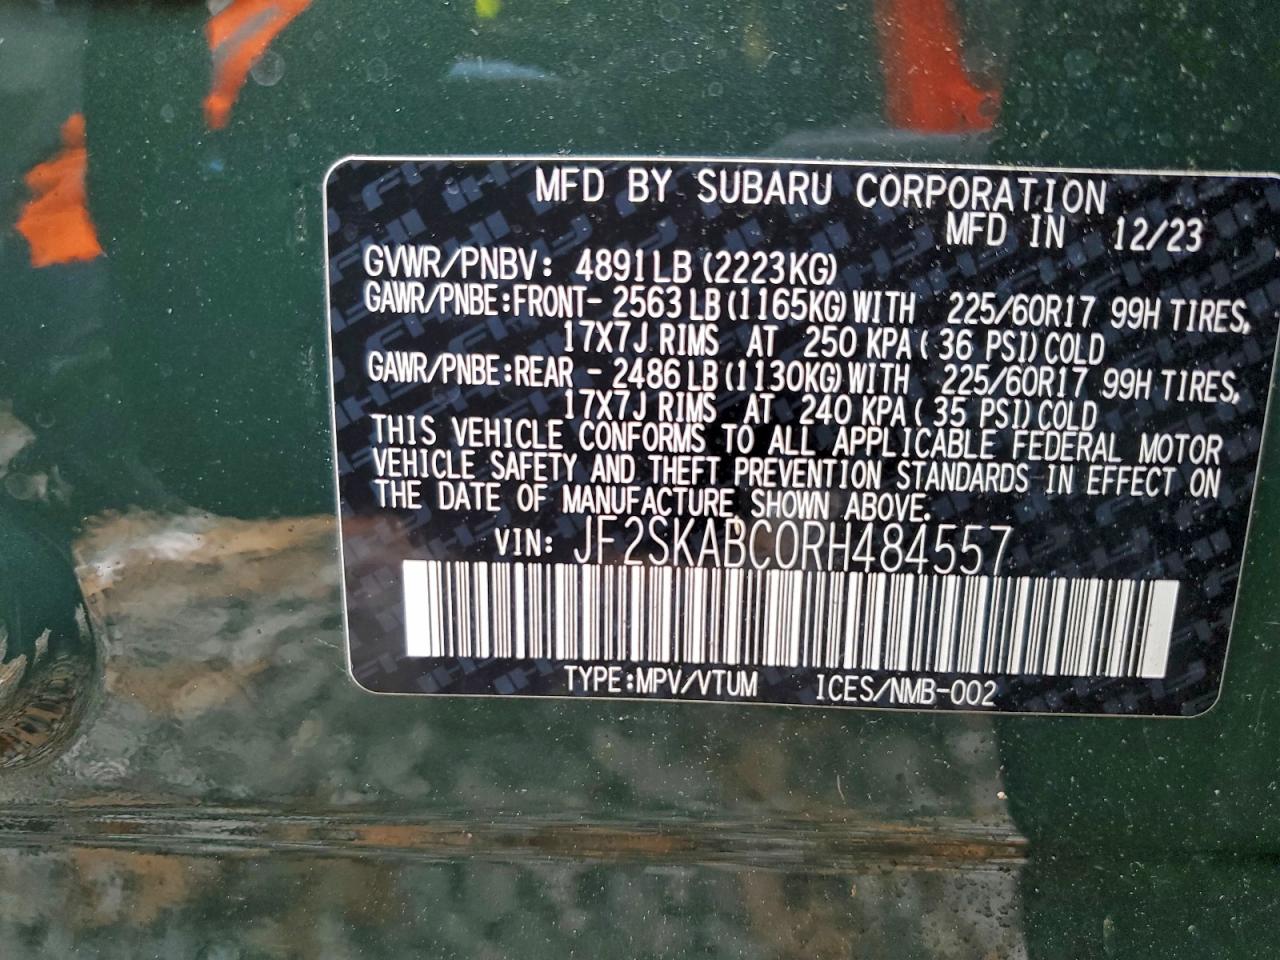 MFD BY SUBARU CORPORATION
MFD IN 12/23
GVWR/PNBV: 4891LB (2223KG)
GAWR/PNBE:FRONT- 2563 LB (1165KG) WITH 225/60R17 99H TIRES,
17X7J RIMS AT 250 KPA ( 36 PSI) COLD
GAWR/PNBE:REAR - 2486 LB (1130KG) WITH 225/60R17 99H TIRES,
17X7J RIMS AT 240 KPA ( 35 PSI) COLD
THIS VEHICLE CONFORMS TO ALL APPLICABLE FEDERAL MOTOR
VEHICLE SAFETY AND THEFT PREVENTION STANDARDS IN EFFECT ON
THE DATE OF MANUFACTURE SHOWN ABOVE.
VIN: JF2SKABC0RH484557
TYPE:MPV/VTUM ICES/NMB-002